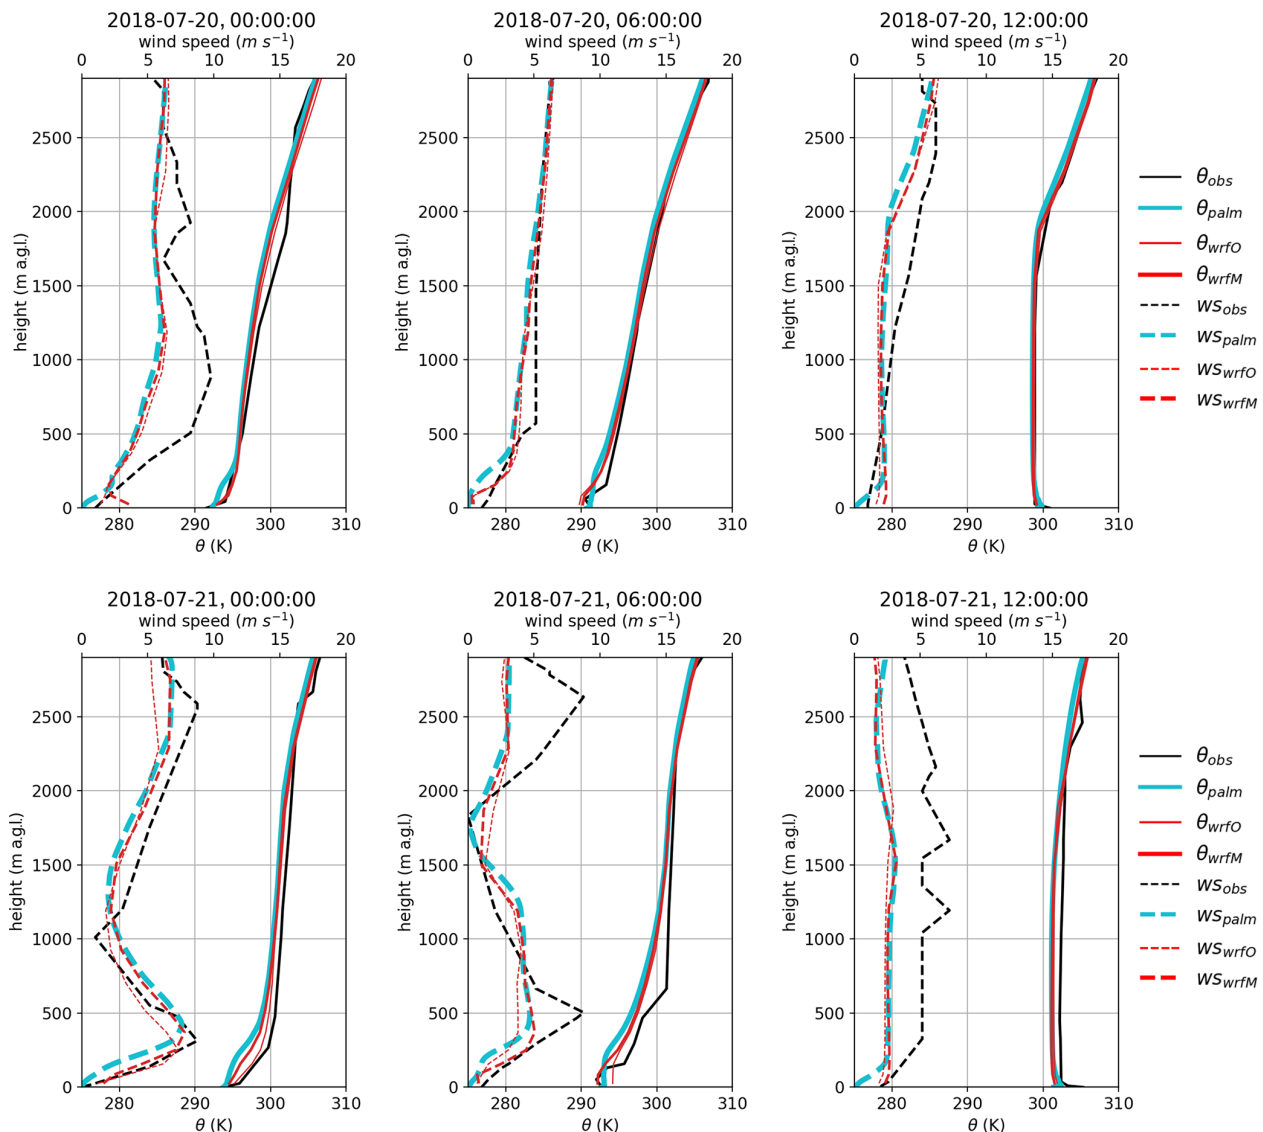 2018-07-20, 00:00:00
wind speed (m s⁻¹)
0 5 10 15 20
2500
2000
1500
1000
500
0
height (m a.g.l.)
280 290 300 310
θ (K)
2018-07-20, 06:00:00
wind speed (m s⁻¹)
0 5 10 15 20
2500
2000
1500
1000
500
0
height (m a.g.l.)
280 290 300 310
θ (K)
2018-07-20, 12:00:00
wind speed (m s⁻¹)
0 5 10 15 20
2500
2000
1500
1000
500
0
height (m a.g.l.)
280 290 300 310
θ (K)
θobs
θpalm
θwrfO
θwrfM
wsobs
wspalm
wswrfO
wswrfM
2018-07-21, 00:00:00
wind speed (m s⁻¹)
0 5 10 15 20
2500
2000
1500
1000
500
0
height (m a.g.l.)
280 290 300 310
θ (K)
2018-07-21, 06:00:00
wind speed (m s⁻¹)
0 5 10 15 20
2500
2000
1500
1000
500
0
height (m a.g.l.)
280 290 300 310
θ (K)
2018-07-21, 12:00:00
wind speed (m s⁻¹)
0 5 10 15 20
2500
2000
1500
1000
500
0
height (m a.g.l.)
280 290 300 310
θ (K)
θobs
θpalm
θwrfO
θwrfM
wsobs
wspalm
wswrfO
wswrfM